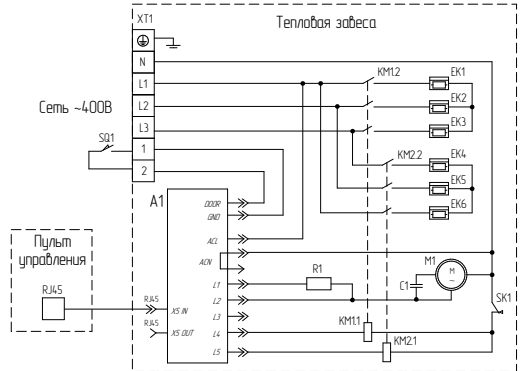 XT1
Тепловая завеса
N
L1
KM1.2
EK1
L2
EK2
Сеть ~400В
L3
EK3
SQ1
1
KM2.2
EK4
2
EK5
A1
DOOR
EK6
GND
Пульт
управления
ACL
ACN
M1
M
~
RJ45
L1
R1
C1
RJ45
X5 IN
L2
SK1
RJ45
X5 OUT
L3
L4
KM1.1
L5
KM2.1